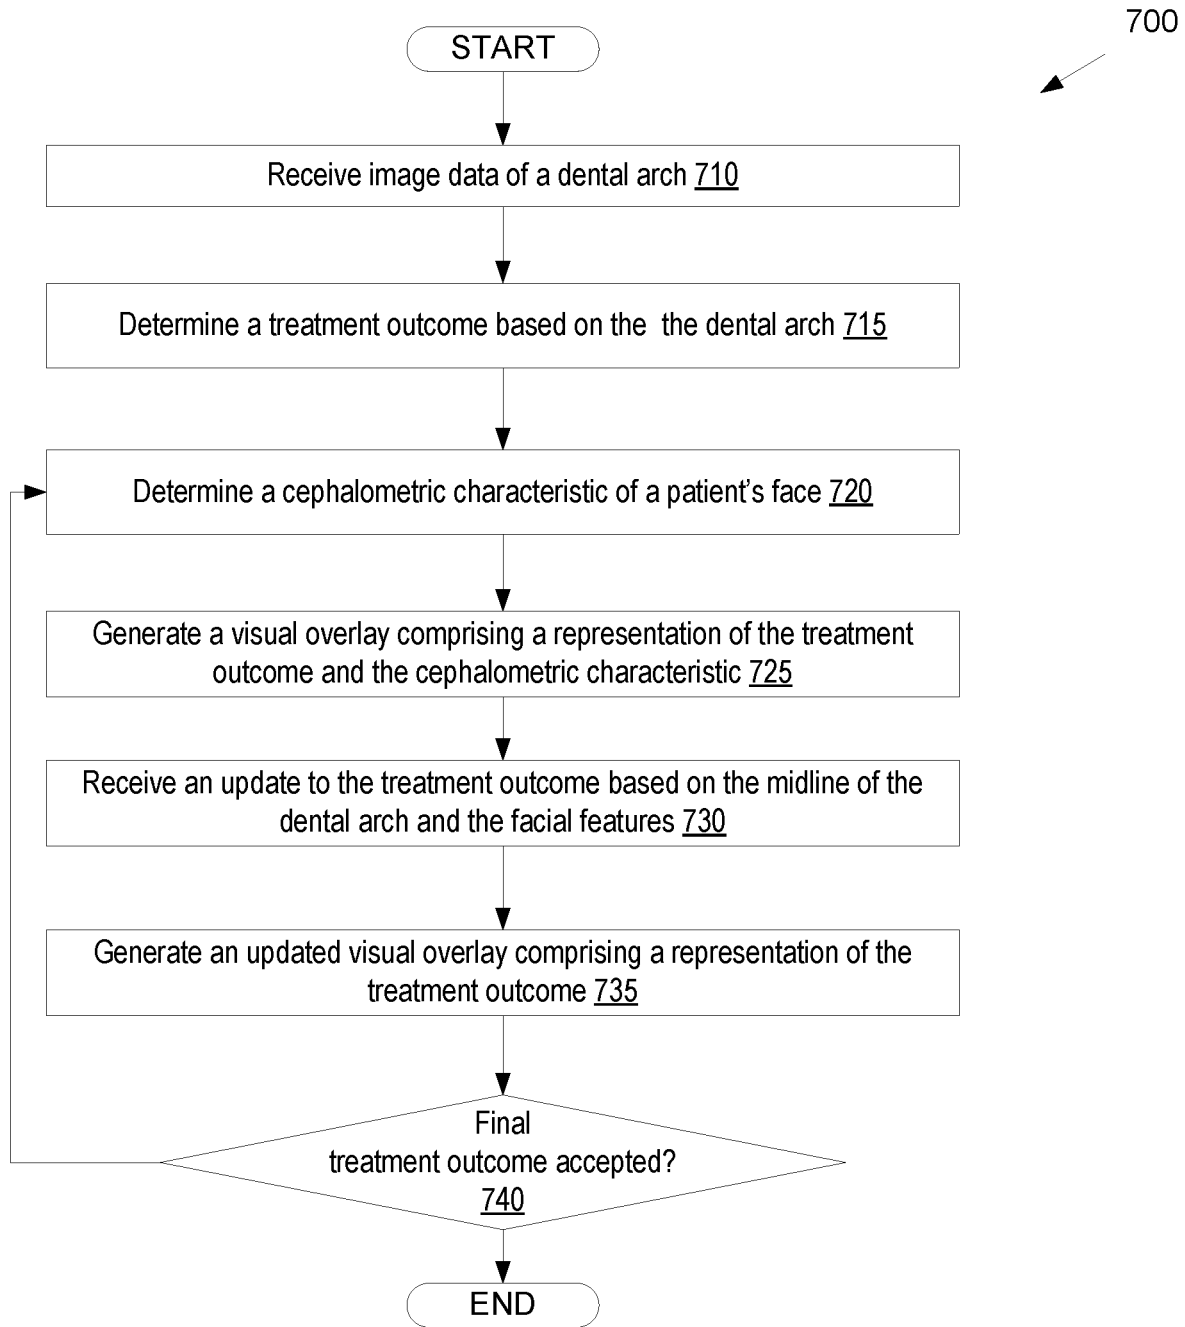 700
START
Receive image data of a dental arch 710
Determine a treatment outcome based on the the dental arch 715
Determine a cephalometric characteristic of a patient's face 720
Generate a visual overlay comprising a representation of the treatment
outcome and the cephalometric characteristic 725
Receive an update to the treatment outcome based on the midline of the
dental arch and the facial features 730
Generate an updated visual overlay comprising a representation of the
treatment outcome 735
Final
treatment outcome accepted?
740
END